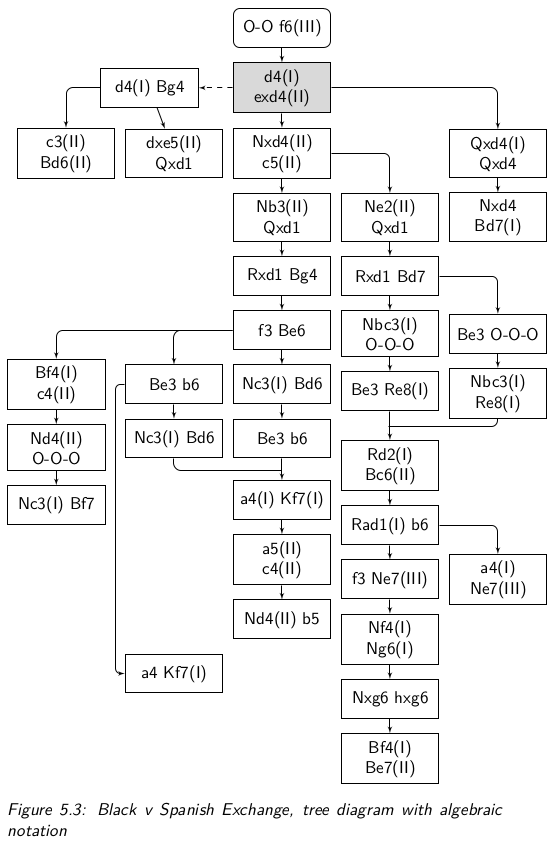 O-O f6(III)
d4(I) Bg4
d4(I)
exd4(II)
c3(II)
Bd6(II)
dxe5(II)
Qxd1
Nxd4(II)
c5(II)
Qxd4(I)
Qxd4
Nb3(II)
Qxd1
Ne2(II)
Qxd1
Nxd4
Bd7(I)
Rxd1 Bg4
Rxd1 Bd7
f3 Be6
Nbc3(I)
O-O-O
Be3 O-O-O
Bf4(I)
c4(II)
Be3 b6
Nc3(I) Bd6
Be3 Re8(I)
Nbc3(I)
Re8(I)
Nd4(II)
O-O-O
Nc3(I) Bd6
Be3 b6
Rd2(I)
Bc6(II)
Nc3(I) Bf7
a4(I) Kf7(I)
Rad1(I) b6
a5(II)
c4(II)
f3 Ne7(III)
a4(I)
Ne7(III)
Nd4(II) b5
Nf4(I)
Ng6(I)
a4 Kf7(I)
Nxg6 hxg6
Bf4(I)
Be7(II)
Figure 5.3: Black v Spanish Exchange, tree diagram with algebraic
notation